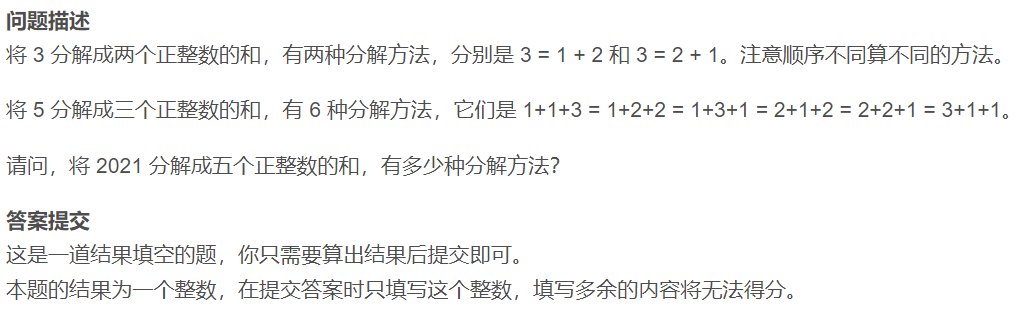 问题描述
将 3 分解成两个正整数的和，有两种分解方法，分别是 3 = 1 + 2 和 3 = 2 + 1。注意顺序不同算不同的方法。
将 5 分解成三个正整数的和，有 6 种分解方法，它们是 1+1+3 = 1+2+2 = 1+3+1 = 2+1+2 = 2+2+1 = 3+1+1。
请问，将 2021 分解成五个正整数的和，有多少种分解方法？
答案提交
这是一道结果填空的题，你只需要算出结果后提交即可。
本题的结果为一个整数，在提交答案时只填写这个整数，填写多余的内容将无法得分。